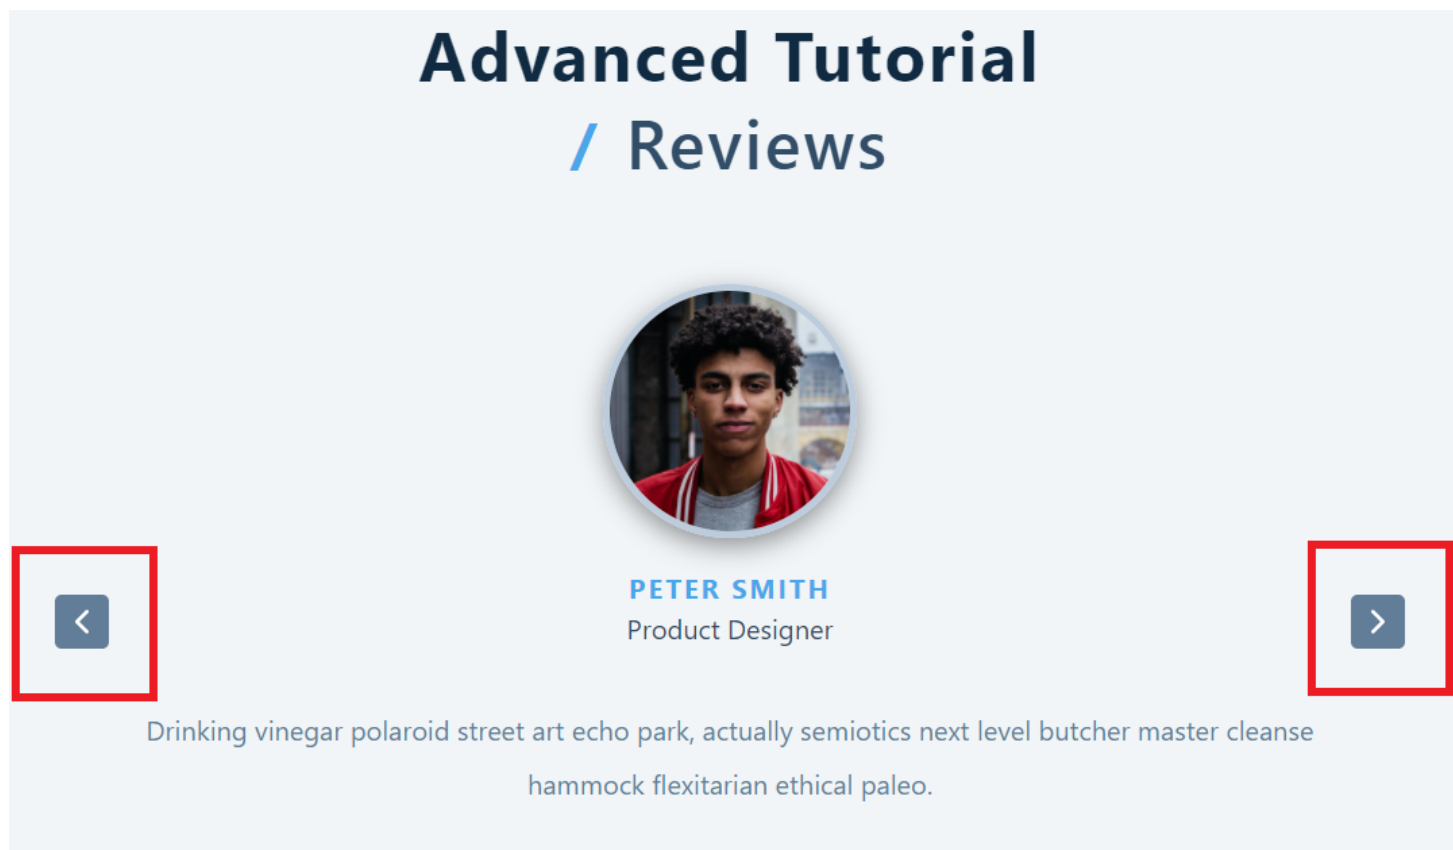 Advanced Tutorial
/ Reviews
PETER SMITH
Product Designer
Drinking vinegar polaroid street art echo park, actually semiotics next level butcher master cleanse
hammock flexitarian ethical paleo.